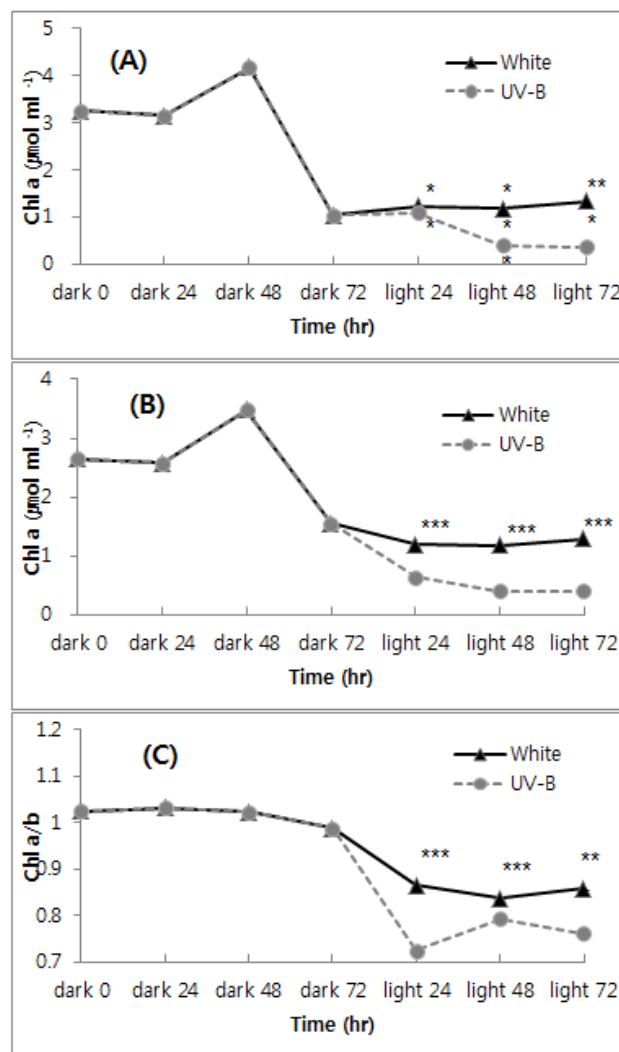 5
(A)
White
UV-B
4
3
2
1
0
Chl a (μmol ml ⁻¹)
* * **
* * *
*
dark 0 dark 24 dark 48 dark 72 light 24 light 48 light 72
Time (hr)
4
(B)
White
UV-B
3
2
1
0
Chl a (μmol ml ⁻¹)
*** *** ***
dark 0 dark 24 dark 48 dark 72 light 24 light 48 light 72
Time (hr)
1.2
(C)
White
UV-B
1.1
1
0.9
0.8
0.7
Chl a/b
*** *** **
dark 0 dark 24 dark 48 dark 72 light 24 light 48 light 72
Time (hr)